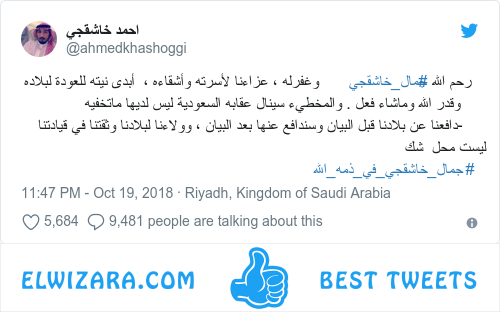 احمد خاشقجي
@ahmedkhashoggi
رحم الله #جمال_خاشقجي وغفرله ، عزاءنا لأسرته وأشقاءه ، أبدى نيته للعودة لبلاده
وقدر الله وماشاء فعل . والمخطيء سينال عقابه السعودية ليس لديها ماتخفيه
-دافعنا عن بلادنا قبل البيان وسندافع عنها بعد البيان ، وولاءنا لبلادنا وثقتنا في قيادتنا
ليست محل شك
#جمال_خاشقجي_في_ذمه_الله
11:47 PM - Oct 19, 2018 · Riyadh, Kingdom of Saudi Arabia
5,684 9,481 people are talking about this
ELWIZARA.COM BEST TWEETS